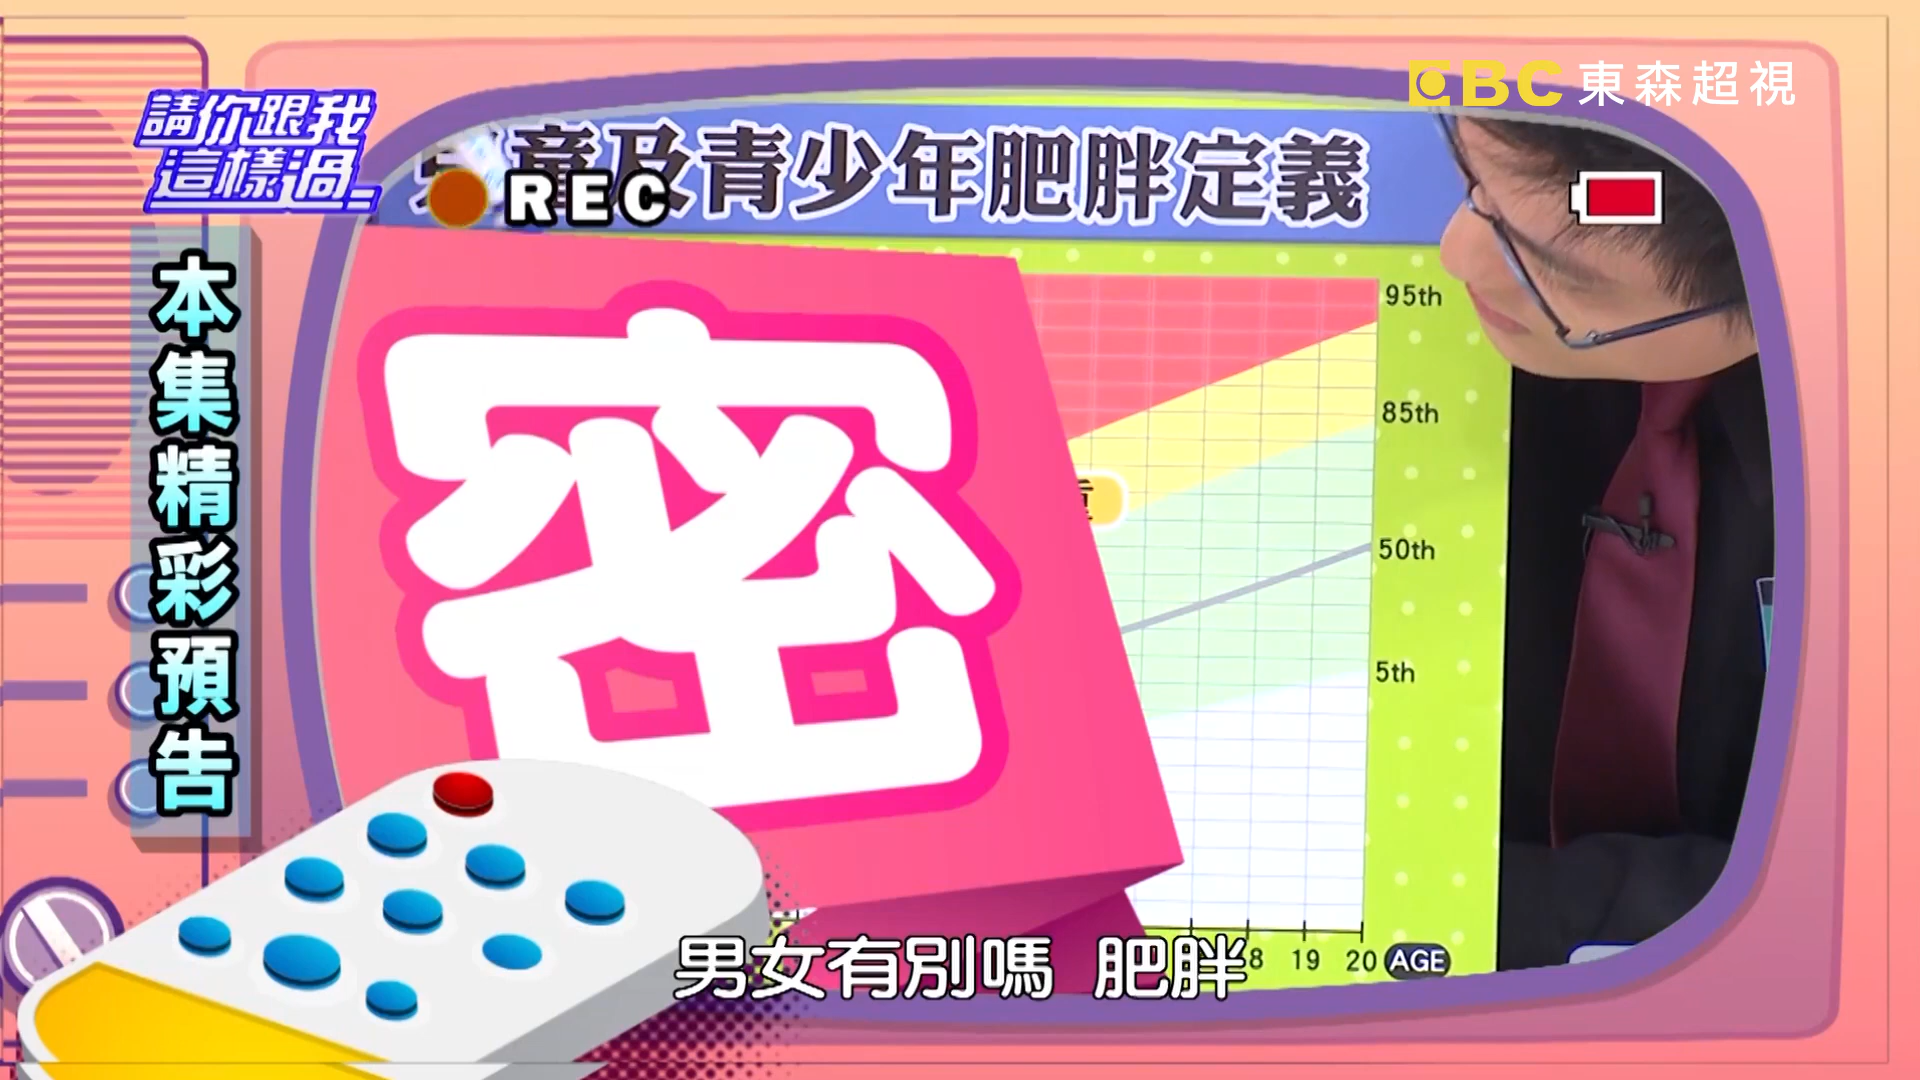 EBC 東森超視
請你跟我
這樣過
REC
童及青少年肥胖定義
本集精彩預告
密
95th
85th
50th
5th
19 20 AGE
男女有別嗎 肥胖